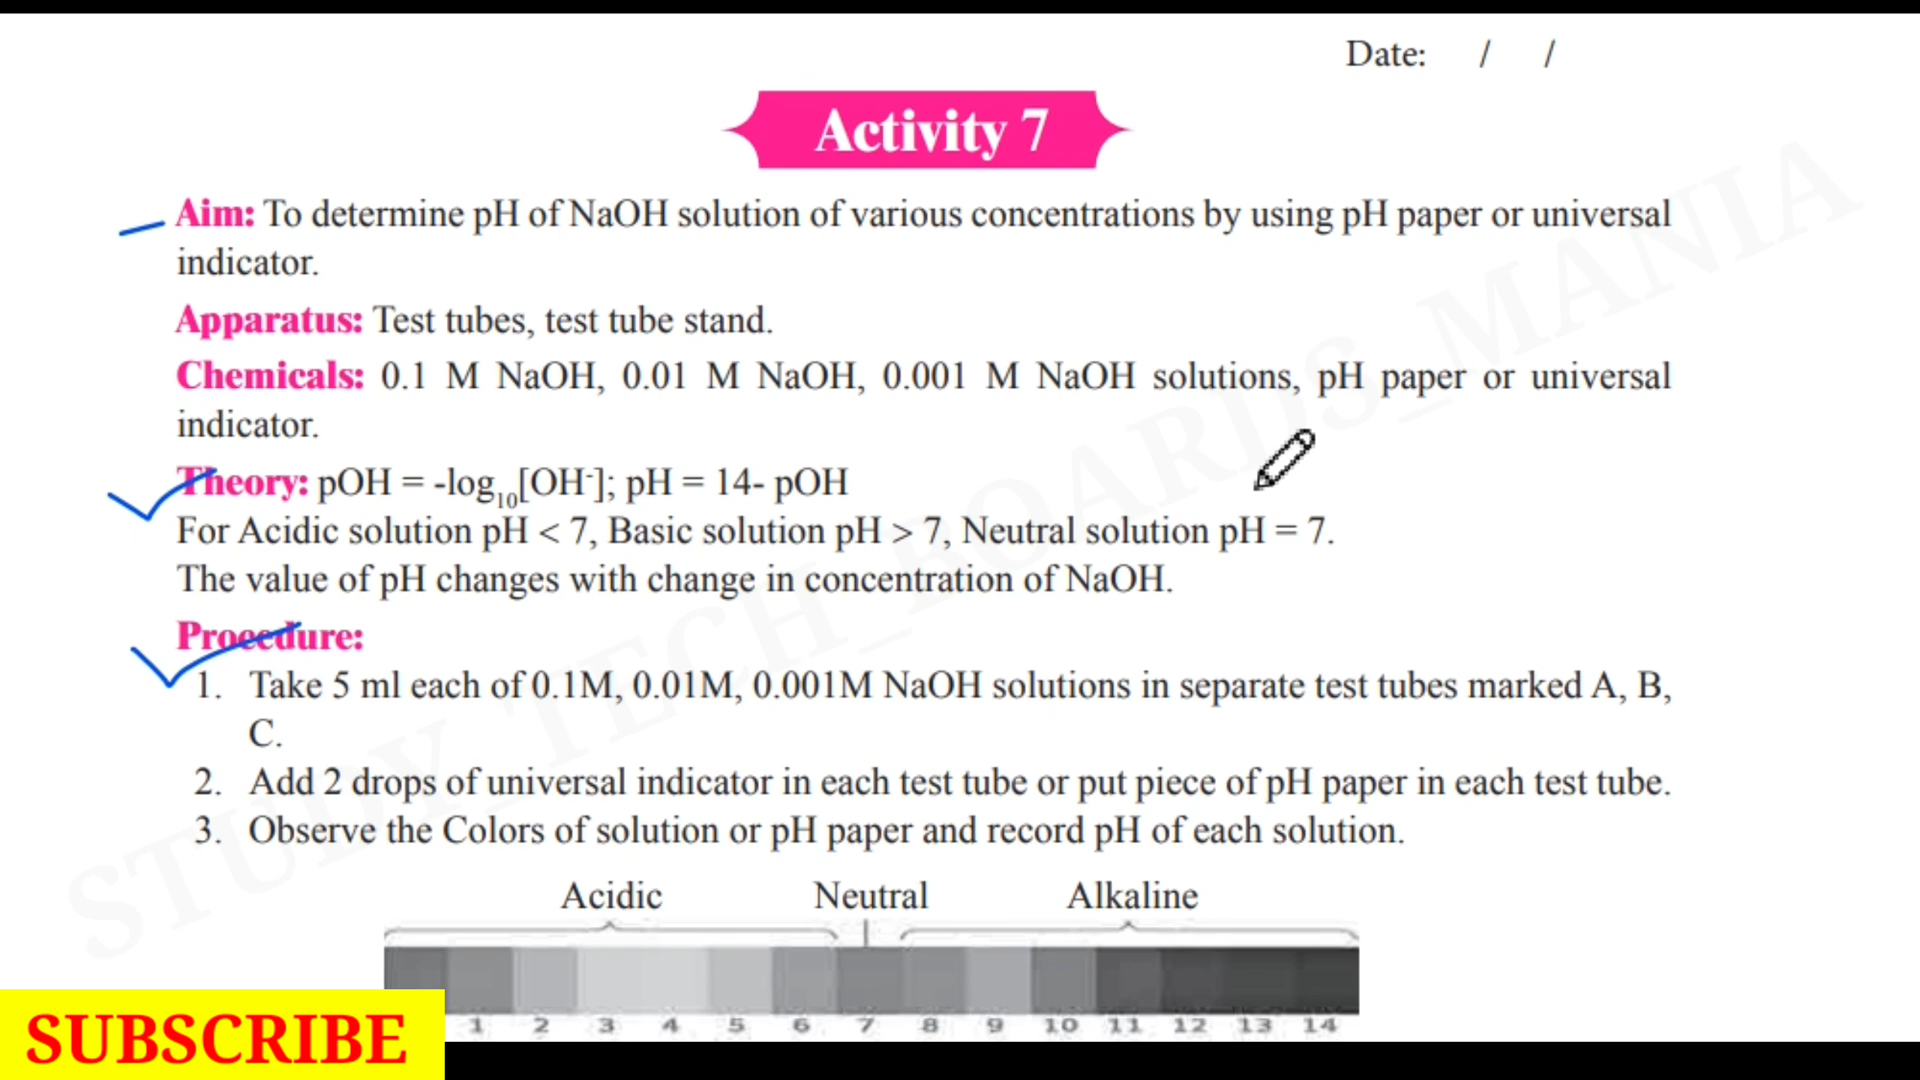 Date: / /
Activity 7
Aim: To determine pH of NaOH solution of various concentrations by using pH paper or universal
indicator.
Apparatus: Test tubes, test tube stand.
Chemicals: 0.1 M NaOH, 0.01 M NaOH, 0.001 M NaOH solutions, pH paper or universal
indicator.
Theory: pOH = -log₁₀[OH⁻]; pH = 14- pOH
For Acidic solution pH < 7, Basic solution pH > 7, Neutral solution pH = 7.
The value of pH changes with change in concentration of NaOH.
Procedure:
1. Take 5 ml each of 0.1M, 0.01M, 0.001M NaOH solutions in separate test tubes marked A, B,
C.
2. Add 2 drops of universal indicator in each test tube or put piece of pH paper in each test tube.
3. Observe the Colors of solution or pH paper and record pH of each solution.
Acidic Neutral Alkaline
1 2 3 4 5 6 7 8 9 10 11 12 13 14
SUBSCRIBE
STUDY_TECH_BOARDS_MANIA